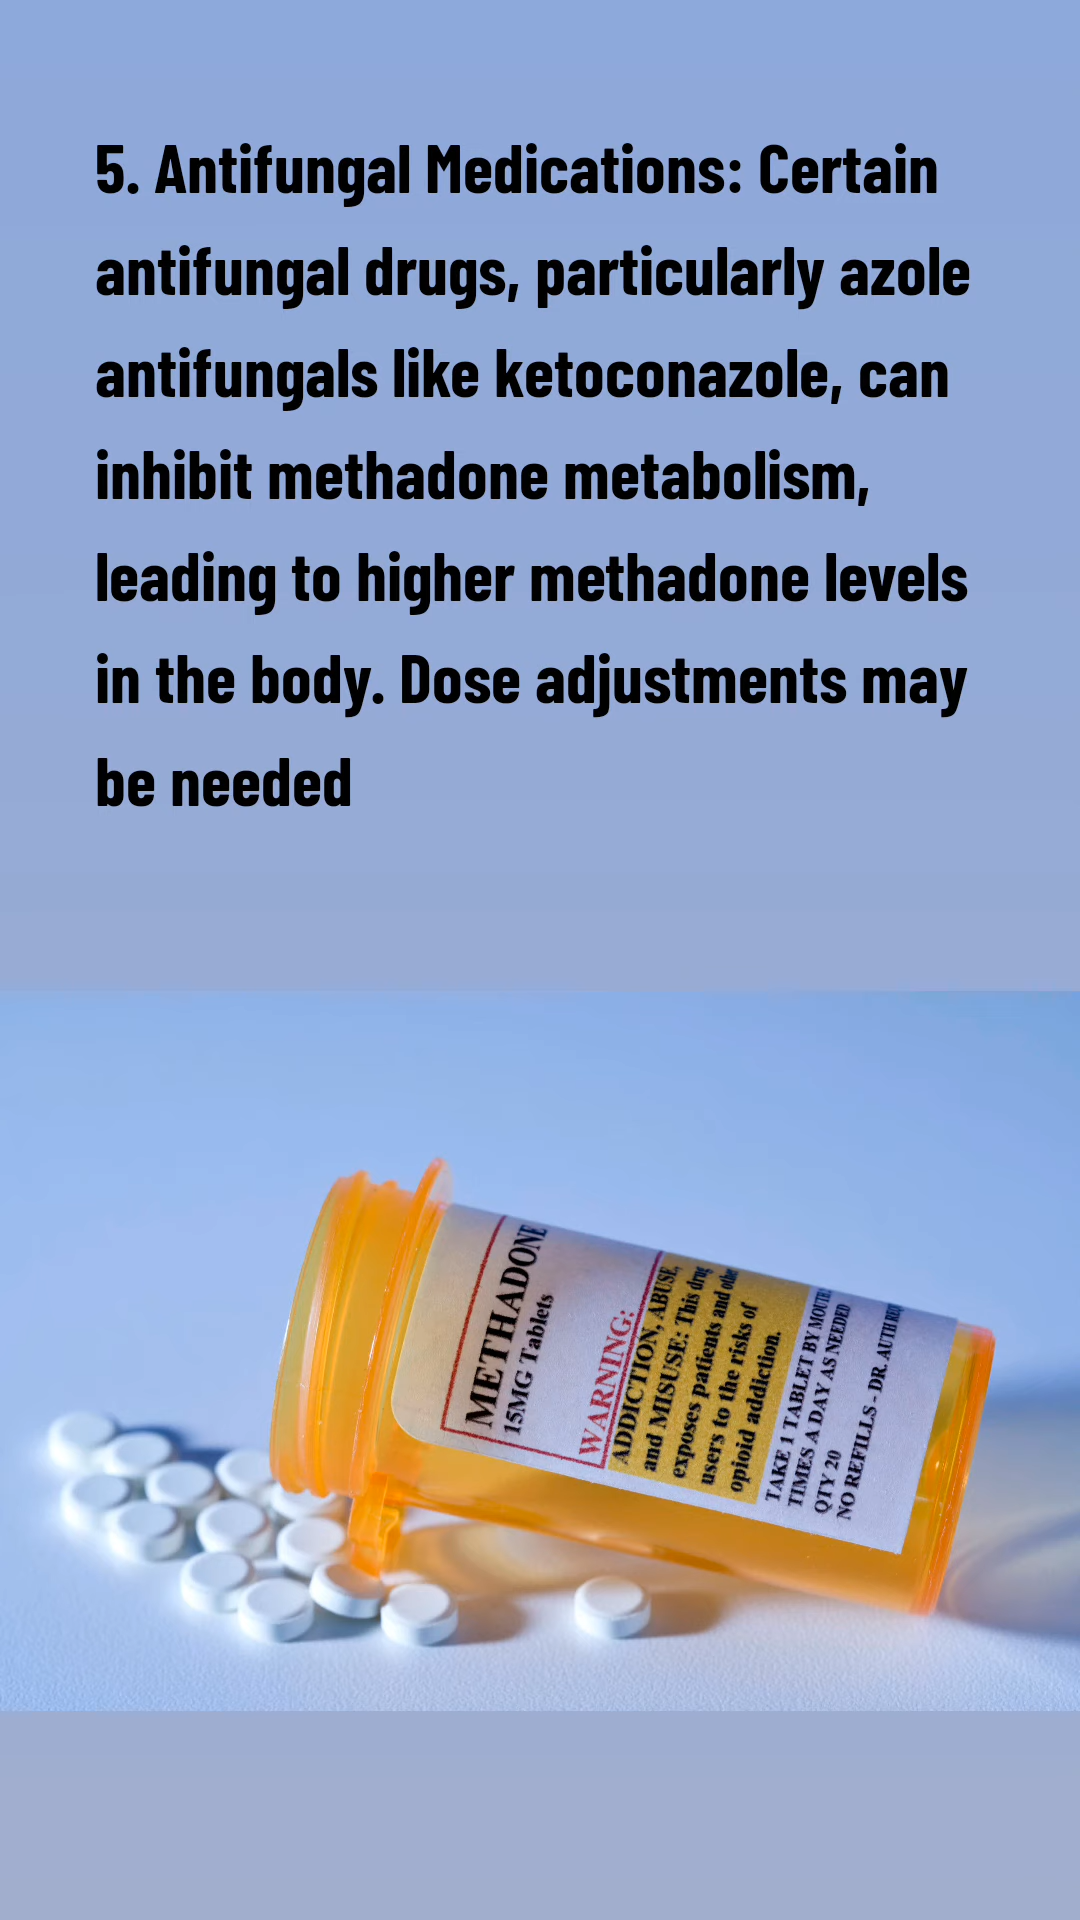 5. Antifungal Medications: Certain
antifungal drugs, particularly azole
antifungals like ketoconazole, can
inhibit methadone metabolism,
leading to higher methadone levels
in the body. Dose adjustments may
be needed
METHADONE
15MG Tablets
WARNING:
ADDICTION, ABUSE,
and MISUSE: This drug
exposes patients and other
users to the risks of
opioid addiction.
TAKE 1 TABLET BY MOUTH
TIMES A DAY AS NEEDED
QTY 20
NO REFILLS - DR. AUTH